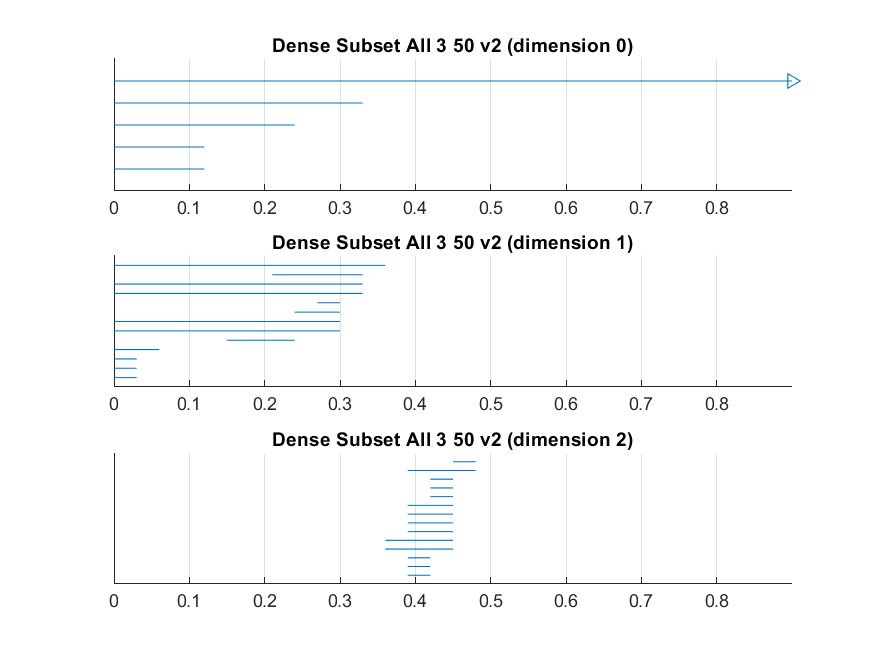 Dense Subset All 3 50 v2 (dimension 0)
0 0.1 0.2 0.3 0.4 0.5 0.6 0.7 0.8
Dense Subset All 3 50 v2 (dimension 1)
0 0.1 0.2 0.3 0.4 0.5 0.6 0.7 0.8
Dense Subset All 3 50 v2 (dimension 2)
0 0.1 0.2 0.3 0.4 0.5 0.6 0.7 0.8